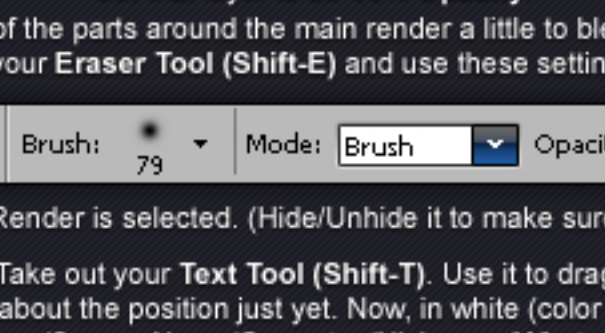 of the parts around the main render a little to ble
your Eraser Tool (Shift-E) and use these settin
Brush: 79 Mode: Brush Opaci
Render is selected. (Hide/Unhide it to make sure
Take out your Text Tool (Shift-T). Use it to drag
about the position just yet. Now, in white (color